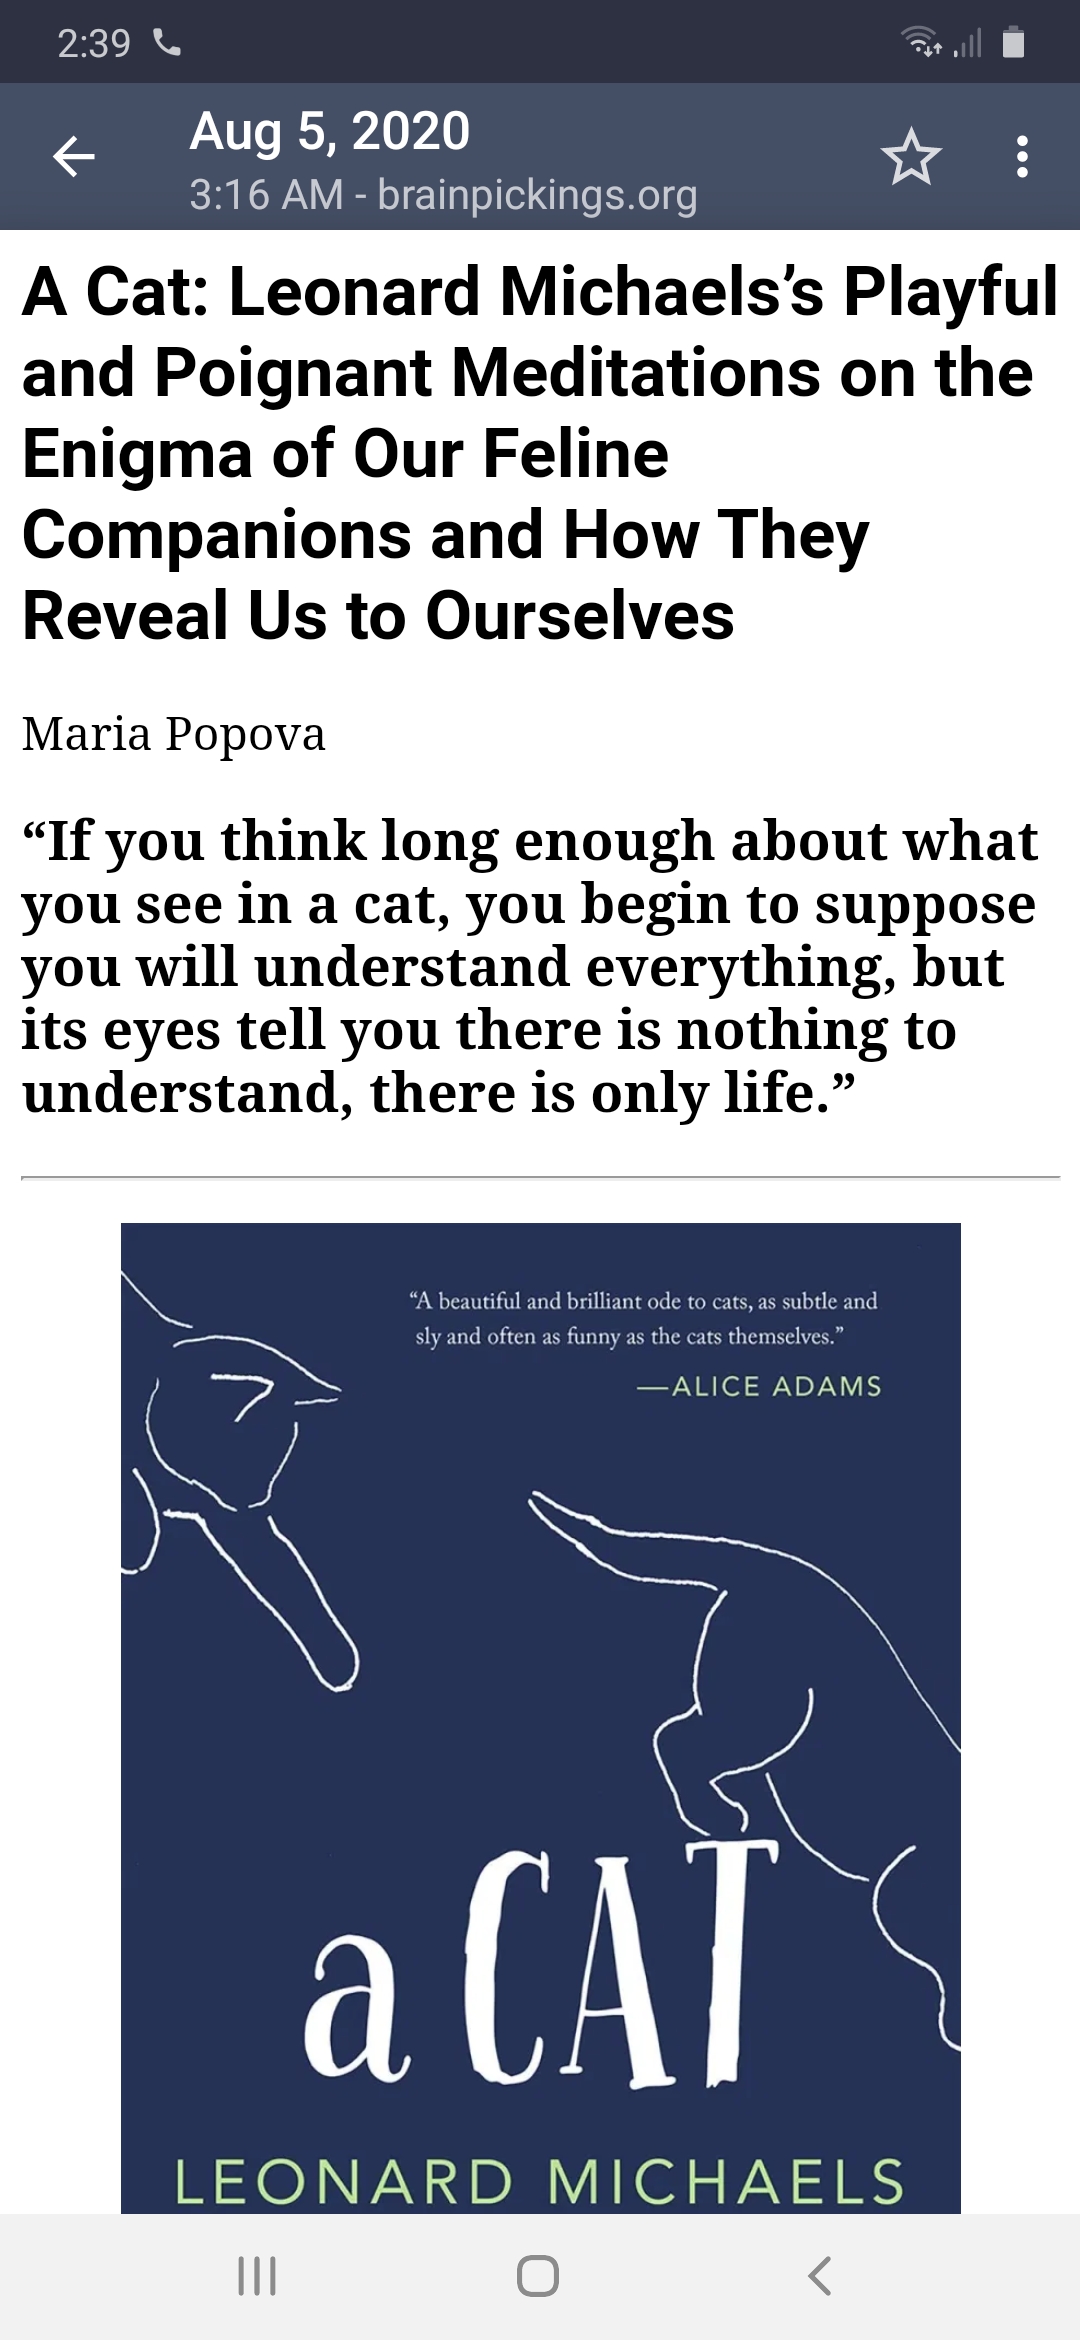 2:39
Aug 5, 2020
3:16 AM - brainpickings.org
A Cat: Leonard Michaels’s Playful
and Poignant Meditations on the
Enigma of Our Feline
Companions and How They
Reveal Us to Ourselves
Maria Popova
“If you think long enough about what
you see in a cat, you begin to suppose
you will understand everything, but
its eyes tell you there is nothing to
understand, there is only life.”
“A beautiful and brilliant ode to cats, as subtle and
sly and often as funny as the cats themselves.”
—ALICE ADAMS
a CAT
LEONARD MICHAELS